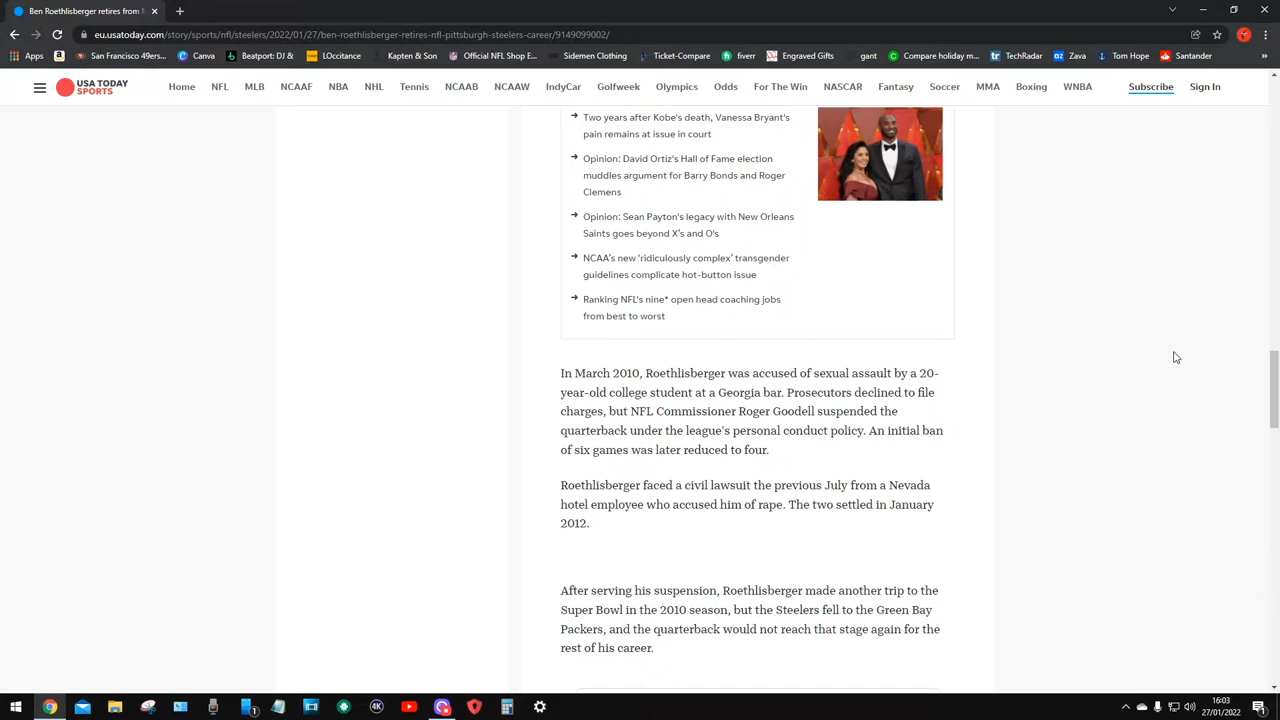 Ben Roethlisberger retires from N
eu.usatoday.com/story/sports/nfl/steelers/2022/01/27/ben-roethlisberger-retires-nfl-pittsburgh-steelers-career/9149099002/
Apps San Francisco 49ers... Canva Beatport: DJ &... LOccitance Kapten & Son Official NFL Shop E... Sidemen Clothing Ticket-Compare fiverr Engraved Gifts gant Compare holiday m... TechRadar Zava Tom Hope Santander
USA TODAY
SPORTS
Home NFL MLB NCAAF NBA NHL Tennis NCAAB NCAAW IndyCar Golfweek Olympics Odds For The Win NASCAR Fantasy Soccer MMA Boxing WNBA Subscribe Sign In
Two years after Kobe's death, Vanessa Bryant's
pain remains at issue in court
Opinion: David Ortiz's Hall of Fame election
muddles argument for Barry Bonds and Roger
Clemens
Opinion: Sean Payton's legacy with New Orleans
Saints goes beyond X's and O's
NCAA's new 'ridiculously complex' transgender
guidelines complicate hot-button issue
Ranking NFL's nine* open head coaching jobs
from best to worst
In March 2010, Roethlisberger was accused of sexual assault by a 20-
year-old college student at a Georgia bar. Prosecutors declined to file
charges, but NFL Commissioner Roger Goodell suspended the
quarterback under the league's personal conduct policy. An initial ban
of six games was later reduced to four.
Roethlisberger faced a civil lawsuit the previous July from a Nevada
hotel employee who accused him of rape. The two settled in January
2012.
After serving his suspension, Roethlisberger made another trip to the
Super Bowl in the 2010 season, but the Steelers fell to the Green Bay
Packers, and the quarterback would not reach that stage again for the
rest of his career.
4K
16:03
27/01/2022